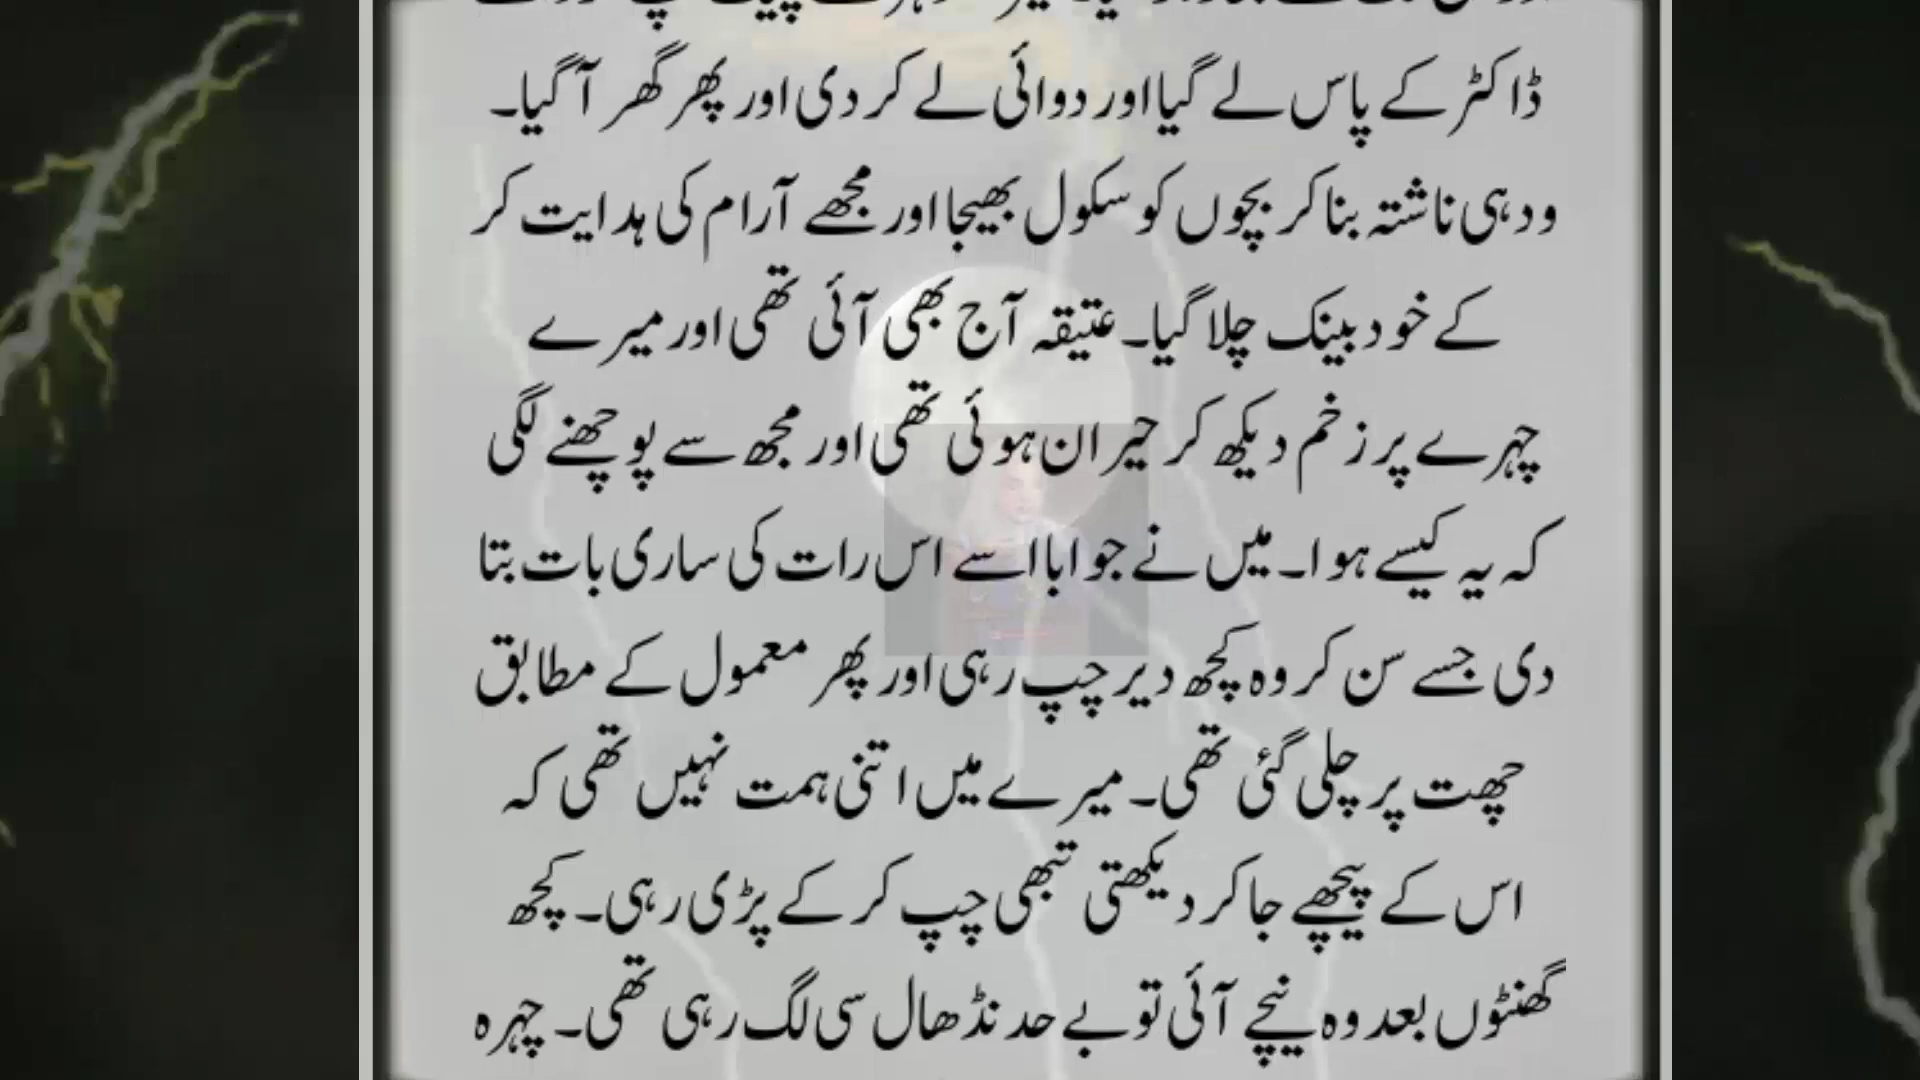 ڈاکٹر کے پاس لے گیا اور دوائی لے کر دی اور پھر گھر آ گیا۔
ود ہی ناشتہ بنا کر بچوں کو سکول بھیجا اور مجھے آرام کی ہدایت کر
کے خود بینک چلا گیا۔ عتیقہ آج بھی آئی تھی اور میرے
چہرے پر زخم دیکھ کر حیران ہوئی تھی اور مجھ سے پوچھنے لگی
کہ یہ کیسے ہوا۔ میں نے جوابا اسے اس رات کی ساری بات بتا
دی جسے سن کر وہ کچھ دیر چپ رہی اور پھر معمول کے مطابق
چھت پر چلی گئی تھی۔ میرے میں اتنی ہمت نہیں تھی کہ
اس کے پیچھے جا کر دیکھتی تبھی چپ کر کے پڑی رہی۔ کچھ
گھنٹوں بعد وہ نیچے آئی تو بے حد نڈھال سی لگ رہی تھی۔ چہرہ